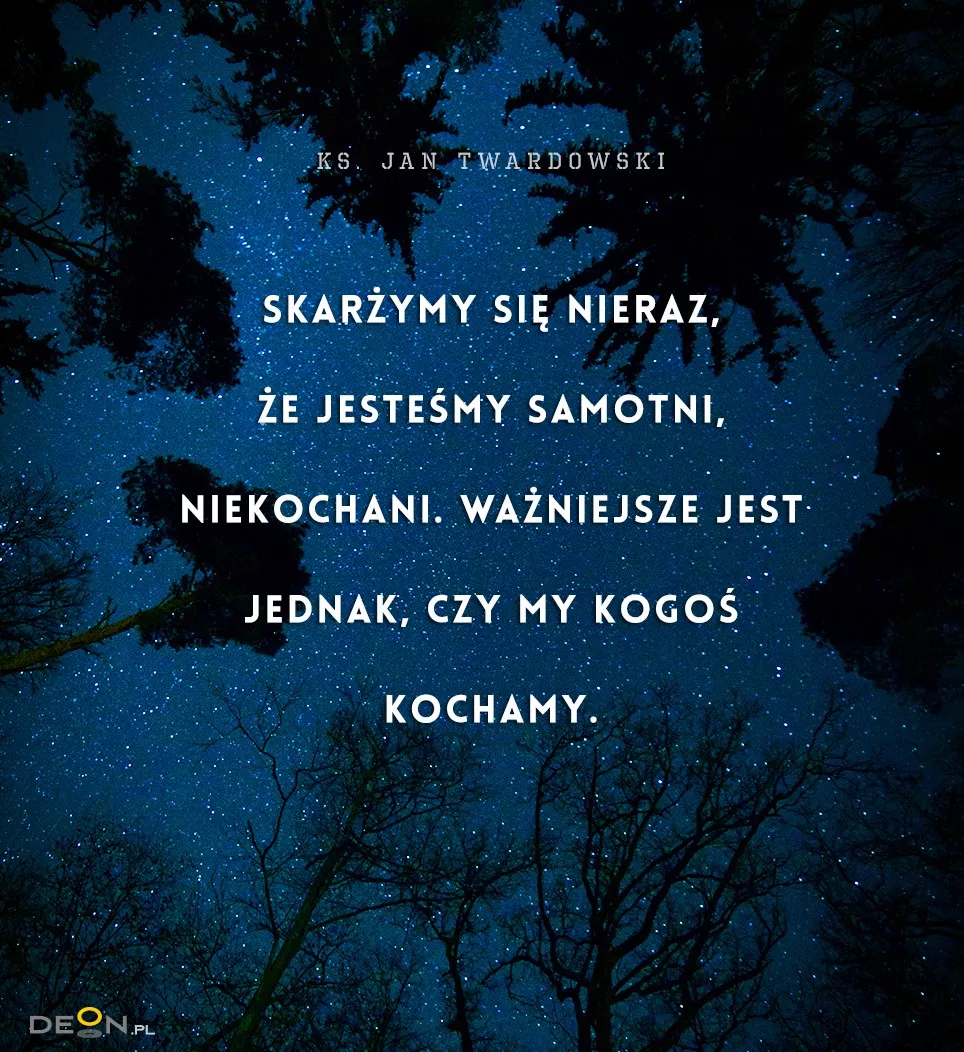 KS. JAN TWARDOWSKI
SKARŻYMY SIĘ NIERAZ,
ŻE JESTEŚMY SAMOTNI,
NIEKOCHANI. WAŻNIEJSZE JEST
JEDNAK, CZY MY KOGOŚ
KOCHAMY.
DEON.PL